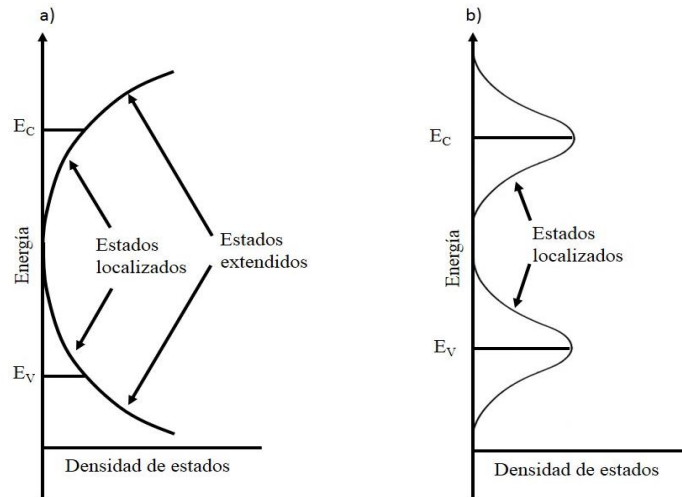 a)
E_C
Energía
Estados
localizados
Estados
extendidos
E_V
Densidad de estados
b)
E_C
Energía
Estados
localizados
E_V
Densidad de estados